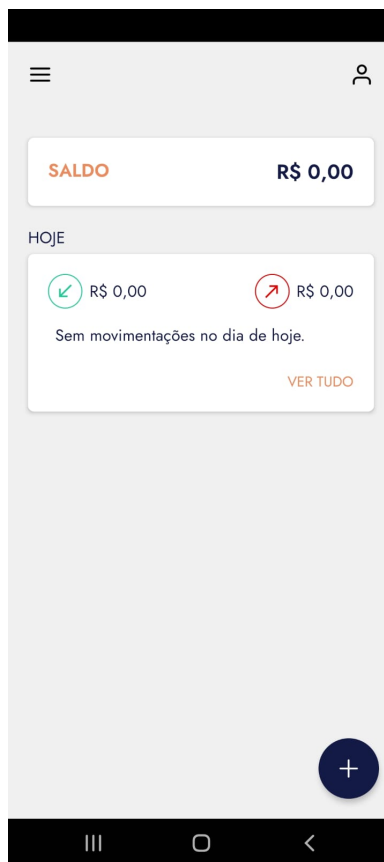 SALDO R$ 0,00
HOJE
R$ 0,00 R$ 0,00
Sem movimentações no dia de hoje.
VER TUDO